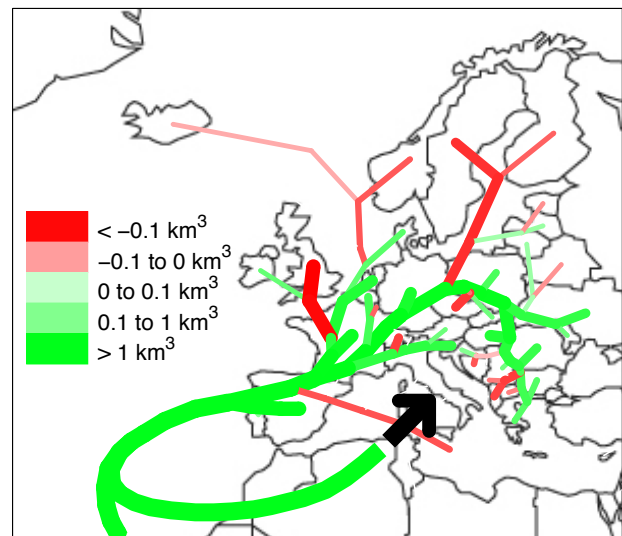 < −0.1 km³
−0.1 to 0 km³
0 to 0.1 km³
0.1 to 1 km³
> 1 km³